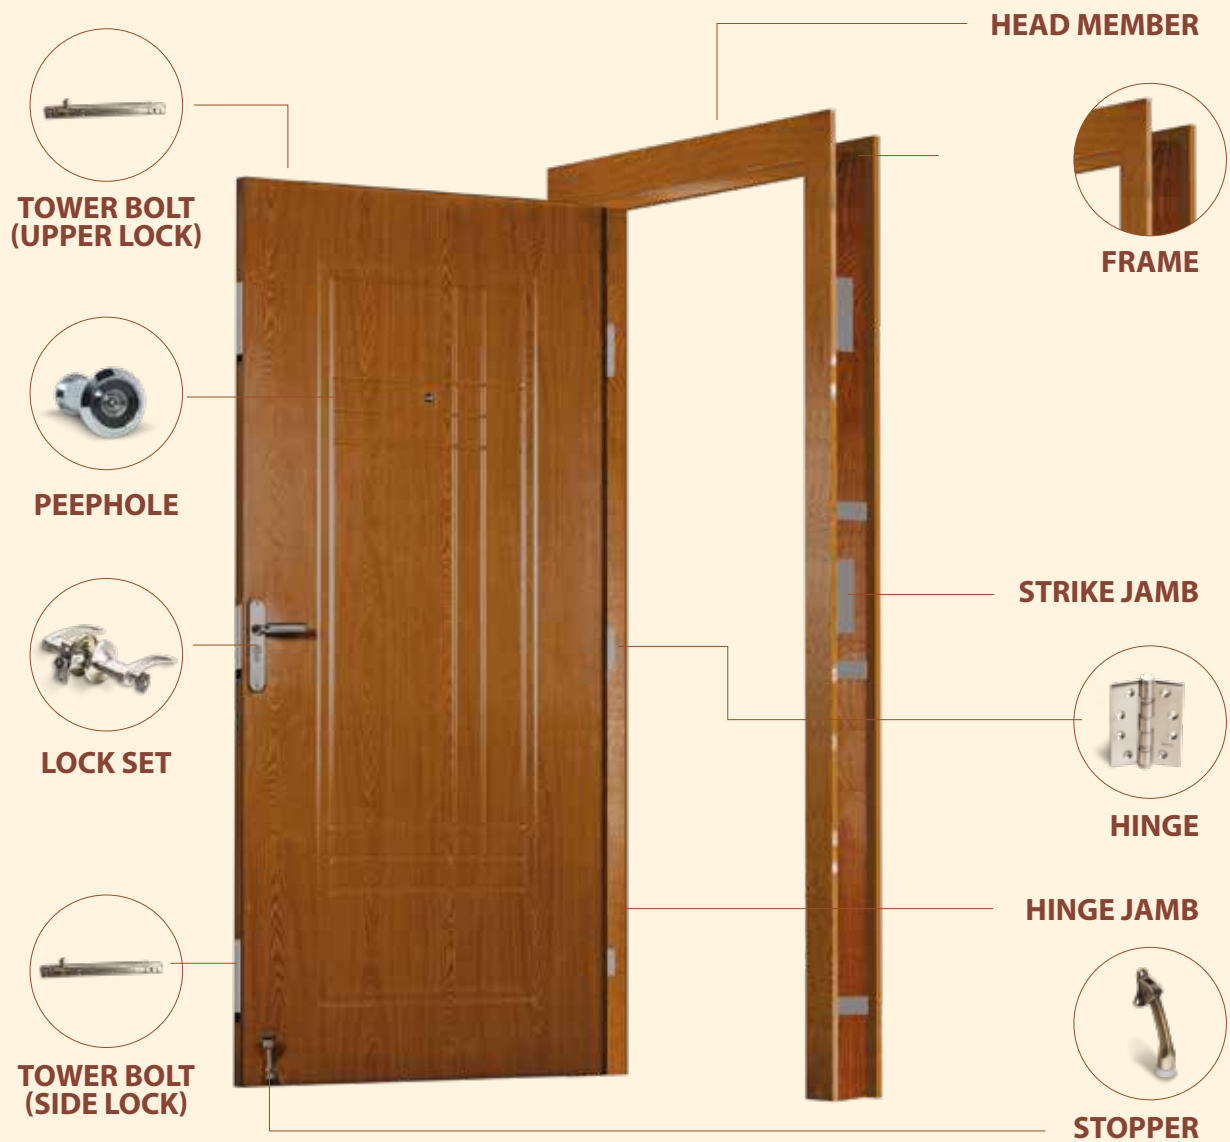 HEAD MEMBER
TOWER BOLT
(UPPER LOCK)
FRAME
PEEPHOLE
STRIKE JAMB
LOCK SET
HINGE
HINGE JAMB
TOWER BOLT
(SIDE LOCK)
STOPPER